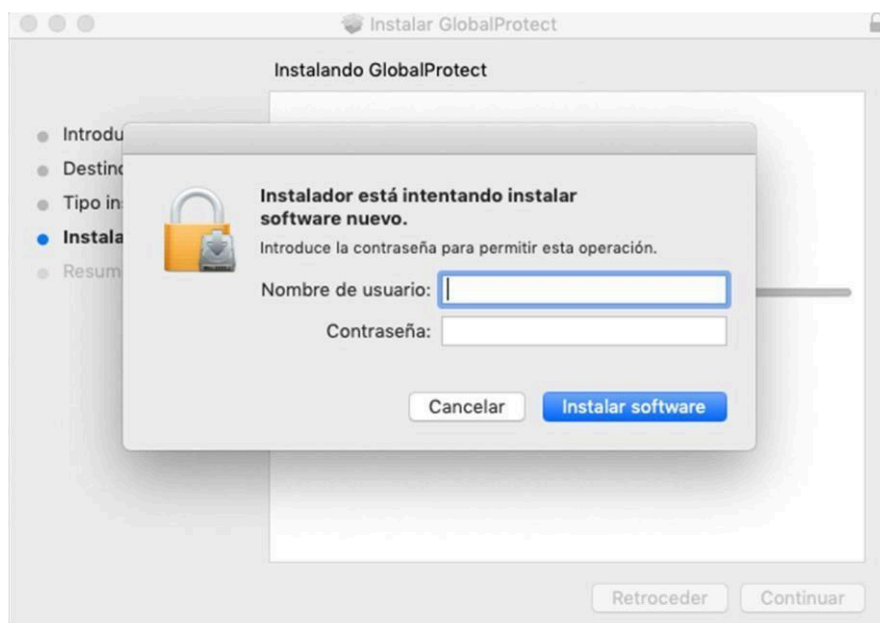 Instalar GlobalProtect
Instalando GlobalProtect
Introdu
Destino
Tipo in
Instala
Resum
Instalador está intentando instalar
software nuevo.
Introduce la contraseña para permitir esta operación.
Nombre de usuario:
Contraseña:
Cancelar
Instalar software
Retroceder
Continuar